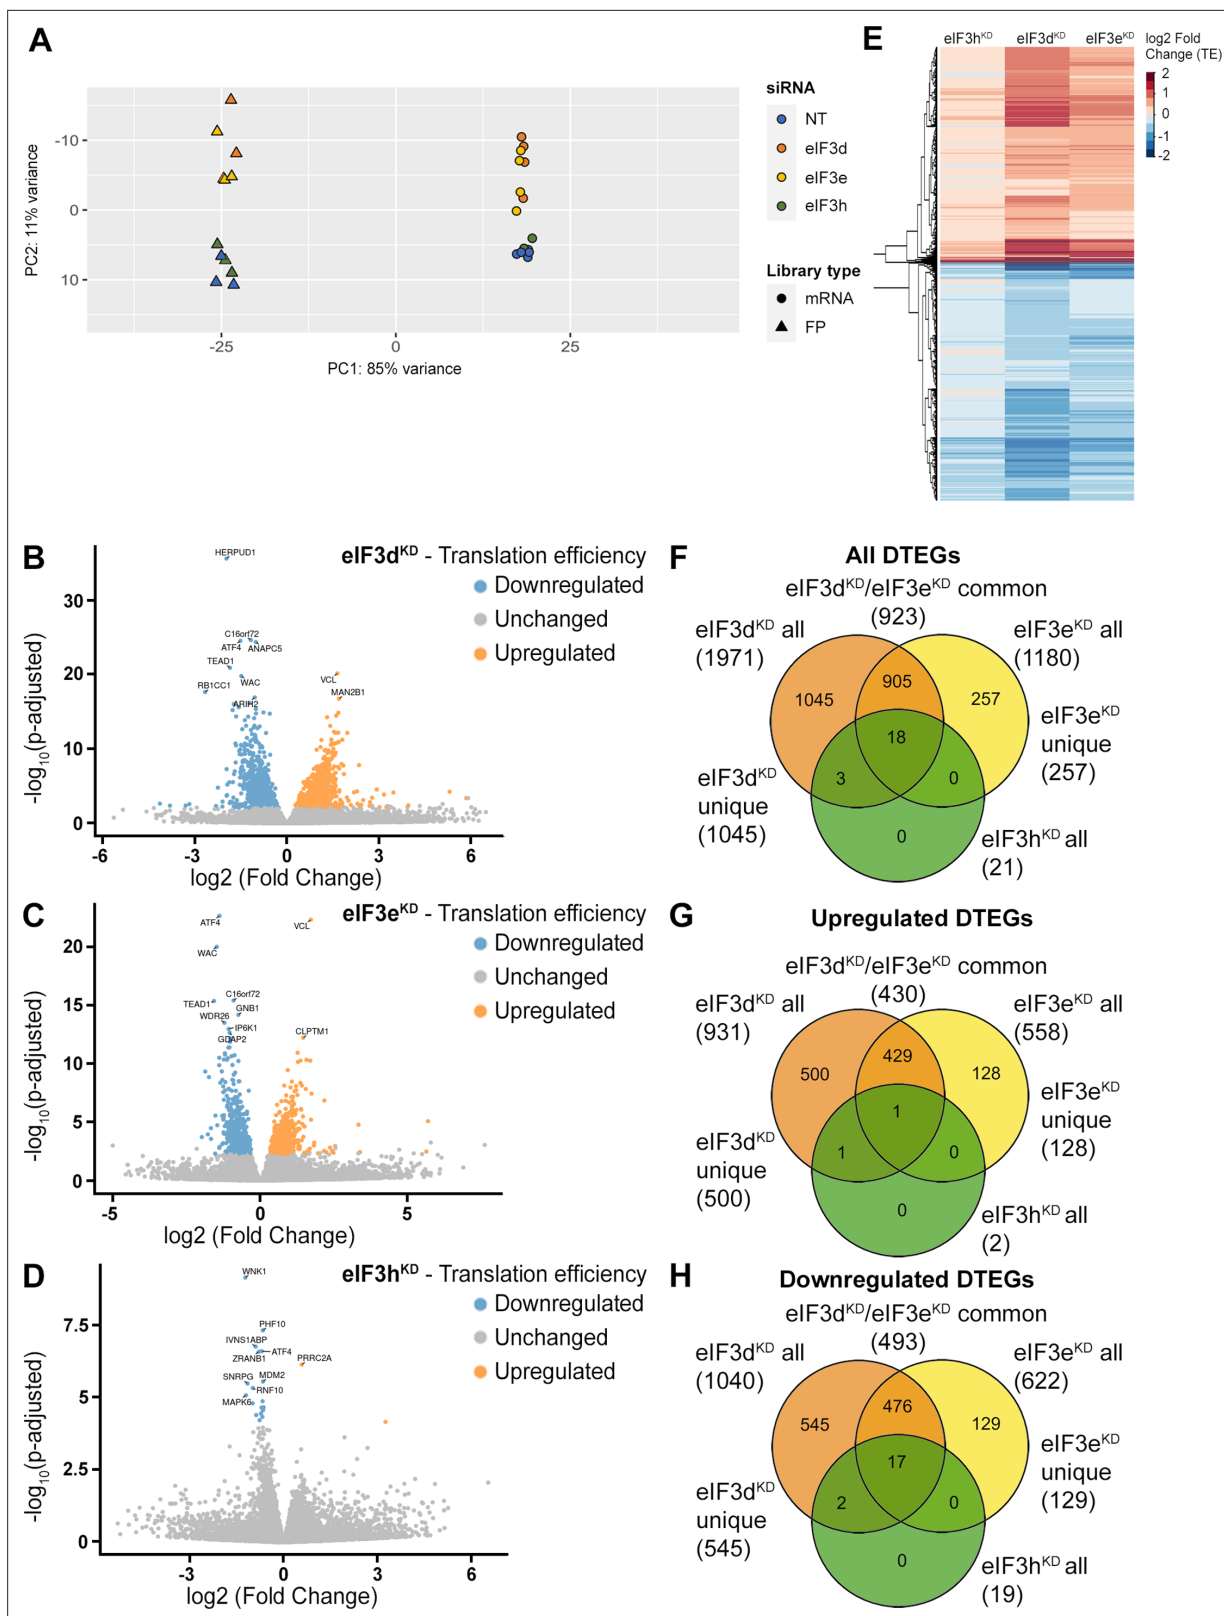 A
-10
0
10
PC2: 11% variance
-25
0
25
PC1: 85% variance
siRNA
NT
eIF3d
eIF3e
eIF3h
Library type
mRNA
FP
E
eIF3hKD
eIF3dKD
eIF3eKD
log2 Fold
Change (TE)
2
1
0
-1
-2
B
eIF3dKD - Translation efficiency
Downregulated
Unchanged
Upregulated
HERPUD1
C16orf72
ATF4
ANAPC5
TEAD1
WAC
RB1CC1
ARIH2
VCL
MAN2B1
30
20
10
0
-log10(p-adjusted)
-6
-3
0
3
6
log2 (Fold Change)
C
eIF3eKD - Translation efficiency
Downregulated
Unchanged
Upregulated
ATF4
VCL
WAC
TEAD1
C16orf72
GNB1
WDR26
IP6K1
GDAP2
CLPTM1
20
15
10
5
0
-log10(p-adjusted)
-5
0
5
log2 (Fold Change)
D
eIF3hKD - Translation efficiency
Downregulated
Unchanged
Upregulated
WNK1
PHF10
IVNS1ABP
ATF4
ZRANB1
PRRC2A
SNRPG
MDM2
RNF10
MAPK6
7.5
5
2.5
0
-log10(p-adjusted)
-3
0
3
6
log2 (Fold Change)
F
All DTEGs
eIF3dKD/eIF3eKD common
(923)
eIF3dKD all
(1971)
eIF3eKD all
(1180)
1045
905
257
18
3
0
0
eIF3eKD
unique
(257)
eIF3dKD
unique
(1045)
eIF3hKD all
(21)
G
Upregulated DTEGs
eIF3dKD/eIF3eKD common
(430)
eIF3dKD all
(931)
eIF3eKD all
(558)
500
429
128
1
1
0
0
eIF3eKD
unique
(128)
eIF3dKD
unique
(500)
eIF3hKD all
(2)
H
Downregulated DTEGs
eIF3dKD/eIF3eKD common
(493)
eIF3dKD all
(1040)
eIF3eKD all
(622)
545
476
129
17
2
0
0
eIF3eKD
unique
(129)
eIF3dKD
unique
(545)
eIF3hKD all
(19)